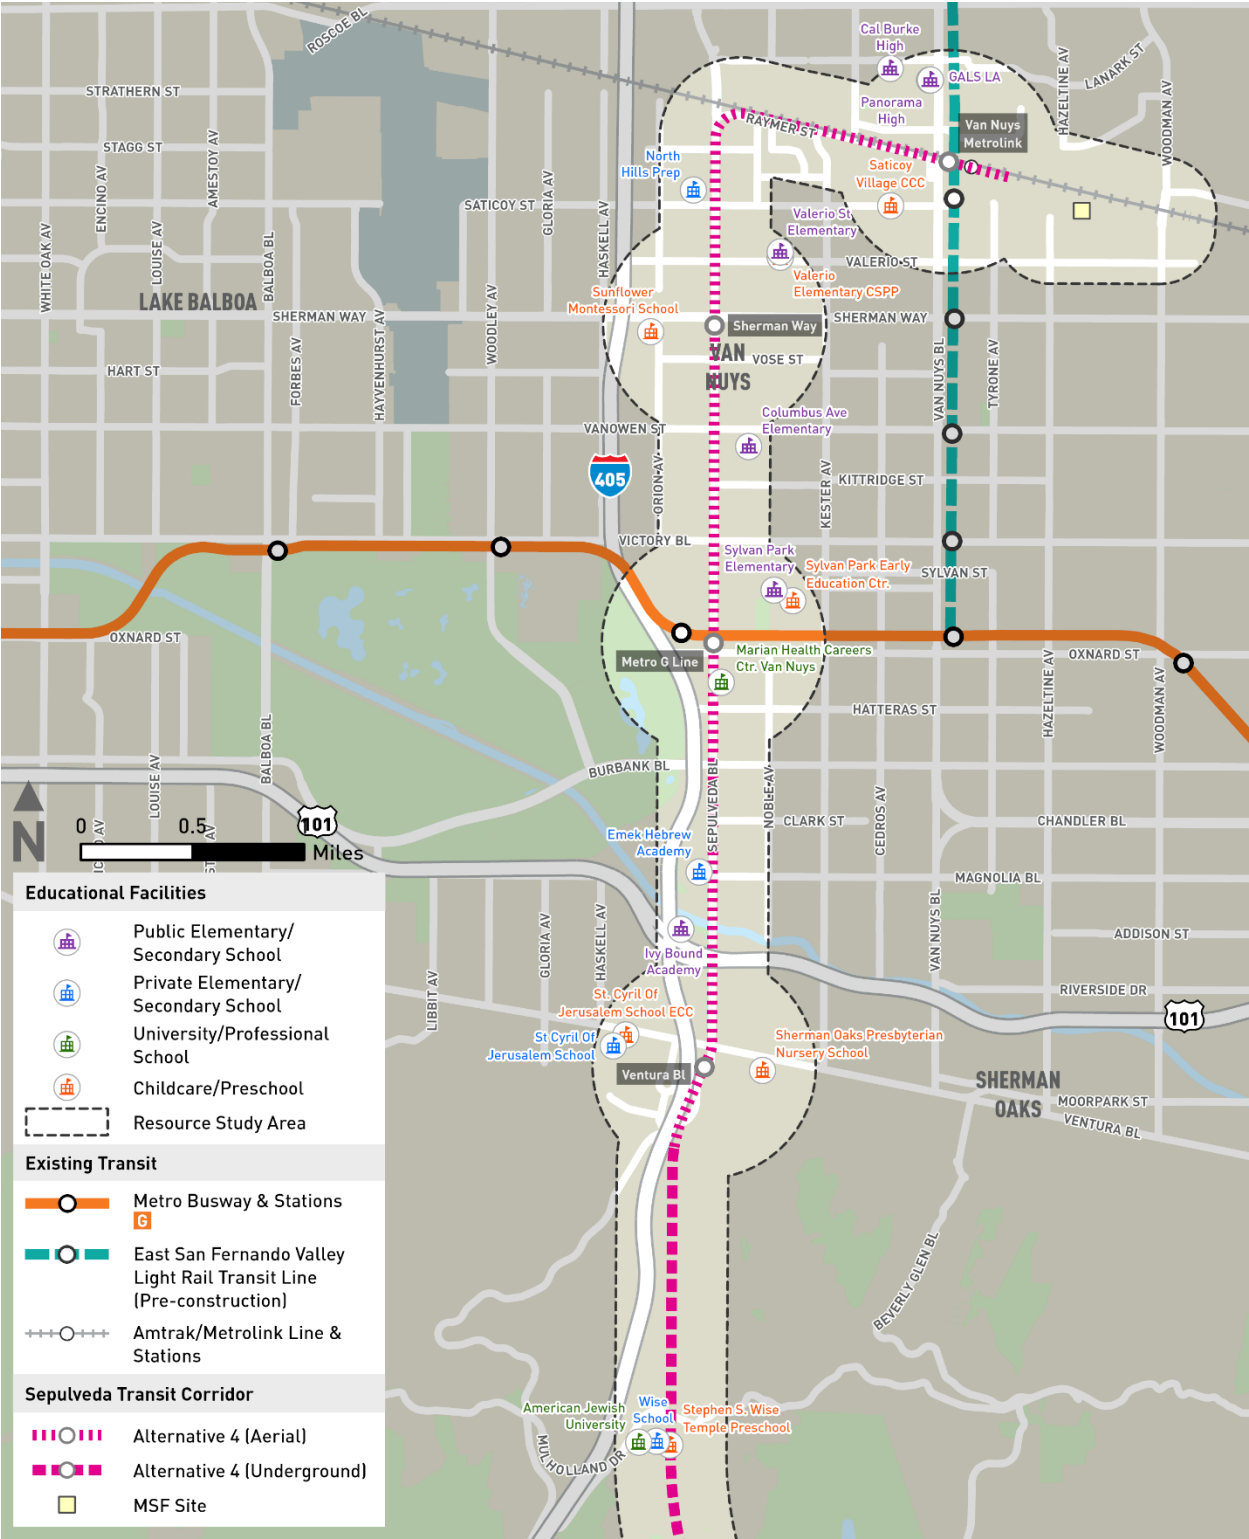 ROSCOE BL
Cal Burke
High
GALS LA
HAZELTINE AV
LANARK ST
WOODMAN AV
STRATHERN ST
Panorama
High
RAYMER ST
Van Nuys
Metrolink
STAGG ST
AMESTOY AV
ENCINO AV
North
Hills Prep
Saticoy
Village CCC
SATICOY ST
GLORIA AV
HASKELL AV
Valerio St
Elementary
WHITE OAK AV
LOUISE AV
BALBOA BL
VALERIO ST
Valerio
Elementary CSPP
LAKE BALBOA
Sunflower
Montessori School
SHERMAN WAY
HAYVENHURST AV
WOODLEY AV
Sherman Way
SHERMAN WAY
VAN
NUYS
VOSE ST
HART ST
FORBES AV
VAN NUYS BL
TYRONE AV
Columbus Ave
Elementary
VANOWEN ST
405
ORION AV
KESTER AV
KITTRIDGE ST
VICTORY BL
Sylvan Park
Elementary
Sylvan Park Early
Education Ctr.
SYLVAN ST
OXNARD ST
Metro G Line
Marian Health Careers
Ctr. Van Nuys
OXNARD ST
HAZELTINE AV
WOODMAN AV
HATTERAS ST
BALBOA BL
LOUISE AV
BURBANK BL
SEPULVEDA BL
NOBLE AV
CEDROS AV
CLARK ST
CHANDLER BL
N
0
0.5
Miles
101
Emek Hebrew
Academy
MAGNOLIA BL
VAN NUYS BL
ADDISON ST
Ivy Bound
Academy
GLORIA AV
HASKELL AV
LIBBIT AV
RIVERSIDE DR
101
St. Cyril Of
Jerusalem School ECC
St Cyril Of
Jerusalem School
Sherman Oaks Presbyterian
Nursery School
Ventura Bl
SHERMAN
OAKS
MOORPARK ST
VENTURA BL
BEVERLY GLEN BL
American Jewish
University
Wise
School
Stephen S. Wise
Temple Preschool
MULHOLLAND DR
Educational Facilities
Public Elementary/
Secondary School
Private Elementary/
Secondary School
University/Professional
School
Childcare/Preschool
Resource Study Area
Existing Transit
Metro Busway & Stations
G
East San Fernando Valley
Light Rail Transit Line
(Pre-construction)
Amtrak/Metrolink Line &
Stations
Sepulveda Transit Corridor
Alternative 4 (Aerial)
Alternative 4 (Underground)
MSF Site